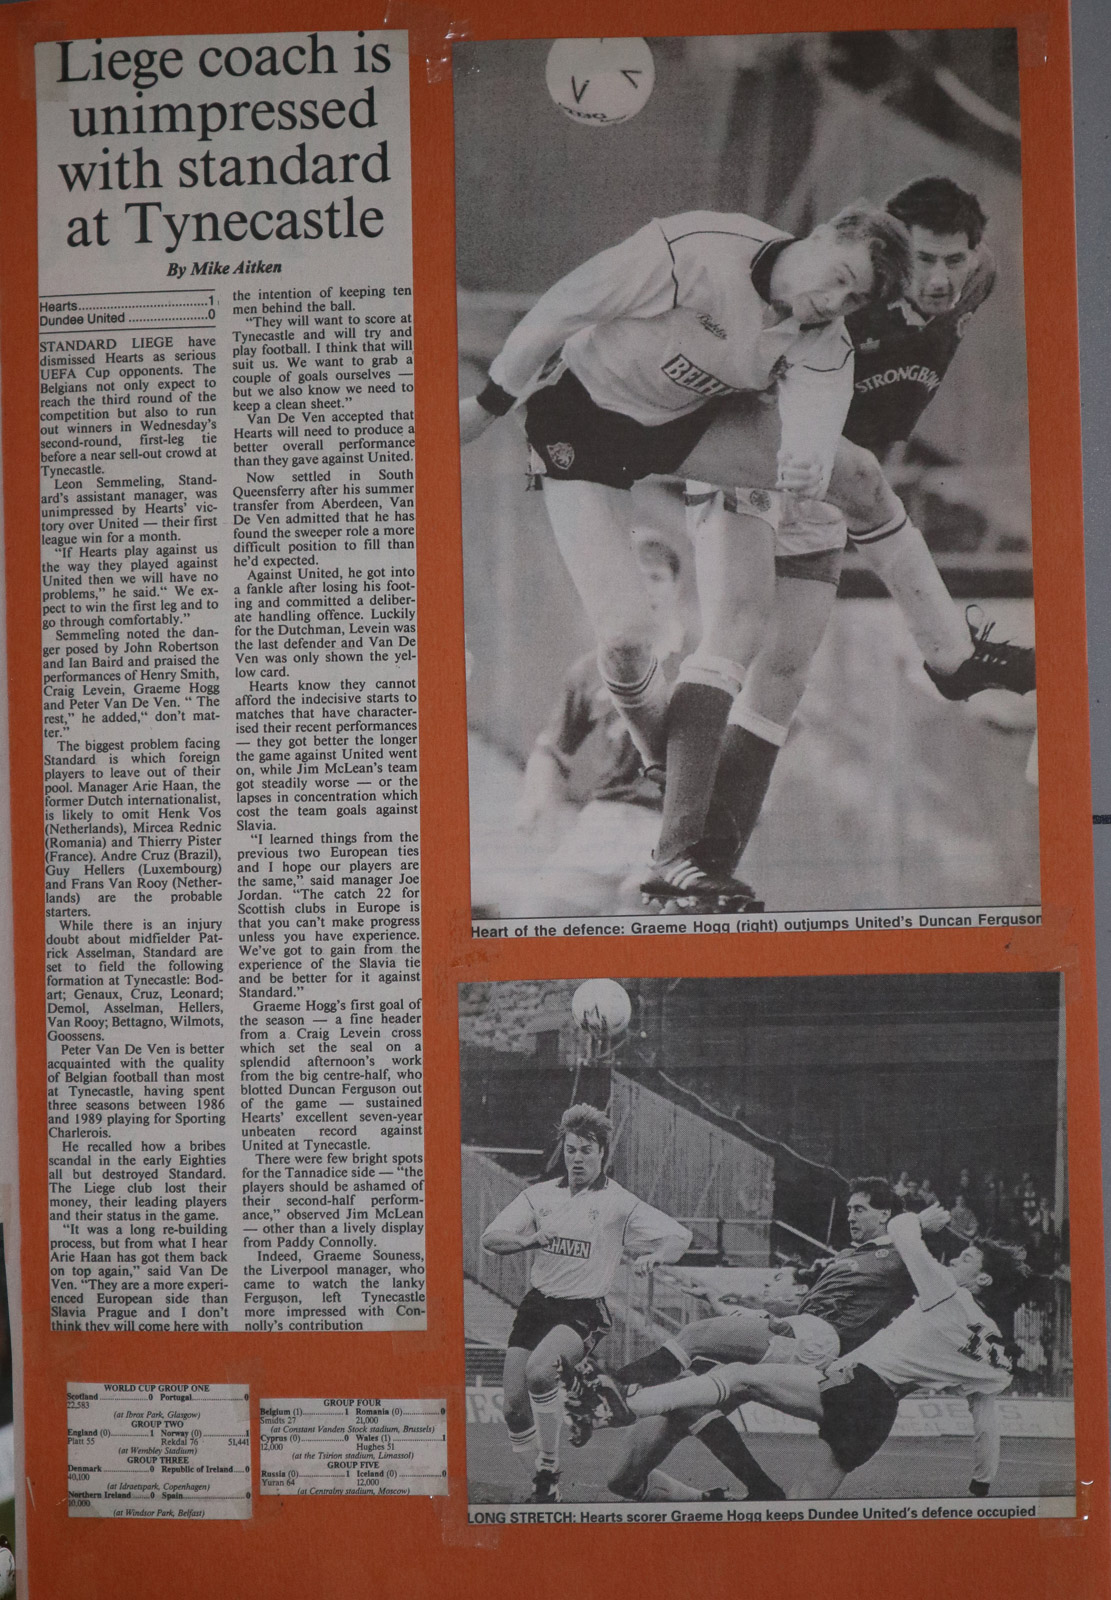 Liege coach is
unimpressed
with standard
at Tynecastle
By Mike Aitken
Hearts....................................1
Dundee United ......................0
STANDARD LIEGE have
dismissed Hearts as serious
UEFA Cup opponents. The
Belgians not only expect to
reach the third round of the
competition but also to run
out winners in Wednesday's
second-round, first-leg tie
before a near sell-out crowd at
Tynecastle.
Leon Semmeling, Stand-
ard's assistant manager, was
unimpressed by Hearts' vic-
tory over United — their first
league win for a month.
"If Hearts play against us
the way they played against
United then we will have no
problems," he said." We ex-
pect to win the first leg and to
go through comfortably."
Semmeling noted the dan-
ger posed by John Robertson
and Ian Baird and praised the
performances of Henry Smith,
Craig Levein, Graeme Hogg
and Peter Van De Ven. " The
rest," he added," don't mat-
ter."
The biggest problem facing
Standard is which foreign
players to leave out of their
pool. Manager Arie Haan, the
former Dutch internationalist,
is likely to omit Henk Vos
(Netherlands), Mircea Rednic
(Romania) and Thierry Pister
(France). Andre Cruz (Brazil),
Guy Hellers (Luxembourg)
and Frans Van Rooy (Nether-
lands) are the probable
starters.
While there is an injury
doubt about midfielder Pat-
rick Asselman, Standard are
set to field the following
formation at Tynecastle: Bod-
art; Genaux, Cruz, Leonard;
Demol, Asselman, Hellers,
Van Rooy; Bettagno, Wilmots,
Goossens.
Peter Van De Ven is better
acquainted with the quality
of Belgian football than most
at Tynecastle, having spent
three seasons between 1986
and 1989 playing for Sporting
Charlerois.
He recalled how a bribes
scandal in the early Eighties
all but destroyed Standard.
The Liege club lost their
money, their leading players
and their status in the game.
"It was a long re-building
process, but from what I hear
Arie Haan has got them back
on top again," said Van De
Ven. "They are a more experi-
enced European side than
Slavia Prague and I don't
think they will come here with
the intention of keeping ten
men behind the ball.
"They will want to score at
Tynecastle and will try and
play football. I think that will
suit us. We want to grab a
couple of goals ourselves —
but we also know we need to
keep a clean sheet."
Van De Ven accepted that
Hearts will need to produce a
better overall performance
than they gave against United.
Now settled in South
Queensferry after his summer
transfer from Aberdeen, Van
De Ven admitted that he has
found the sweeper role a more
difficult position to fill than
he'd expected.
Against United, he got into
a fankle after losing his foot-
ing and committed a deliber-
ate handling offence. Luckily
for the Dutchman, Levein was
the last defender and Van De
Ven was only shown the yel-
low card.
Hearts know they cannot
afford the indecisive starts to
matches that have character-
ised their recent performances
— they got better the longer
the game against United went
on, while Jim McLean's team
got steadily worse — or the
lapses in concentration which
cost the team goals against
Slavia.
"I learned things from the
previous two European ties
and I hope our players are
the same," said manager Joe
Jordan. "The catch 22 for
Scottish clubs in Europe is
that you can't make progress
unless you have experience.
We've got to gain from the
experience of the Slavia tie
and be better for it against
Standard."
Graeme Hogg's first goal of
the season — a fine header
from a Craig Levein cross
which set the seal on a
splendid afternoon's work
from the big centre-half, who
blotted Duncan Ferguson out
of the game — sustained
Hearts' excellent seven-year
unbeaten record against
United at Tynecastle.
There were few bright spots
for the Tannadice side — "the
players should be ashamed of
their second-half perform-
ance," observed Jim McLean
— other than a lively display
from Paddy Connolly.
Indeed, Graeme Souness,
the Liverpool manager, who
came to watch the lanky
Ferguson, left Tynecastle
more impressed with Con-
nolly's contribution
BELH
STRONGBOW
Heart of the defence: Graeme Hogg (right) outjumps United's Duncan Ferguson
HAVEN
LONG STRETCH: Hearts scorer Graeme Hogg keeps Dundee United's defence occupied
WORLD CUP GROUP ONE
Scotland..............0 Portugal..............0
22,583
(at Ibrox Park, Glasgow)
GROUP TWO
England (0)..........1 Norway (0)..........1
Platt 55 Rekdal 76 51,441
(at Wembley Stadium)
GROUP THREE
Denmark..............0 Republic of Ireland....0
40,100
(at Idraetspark, Copenhagen)
Northern Ireland....0 Spain..............0
10,000
(at Windsor Park, Belfast)
GROUP FOUR
Belgium (1)..........1 Romania (0)..........0
Smidts 27 21,000
(at Constant Vanden Stock stadium, Brussels)
Cyprus (0)..........0 Wales (1)..........1
12,000 Hughes 51
(at the Tsirion stadium, Limassol)
GROUP FIVE
Russia (0)..........1 Iceland (0)..........0
Yuran 64 12,000
(at Centralny stadium, Moscow)